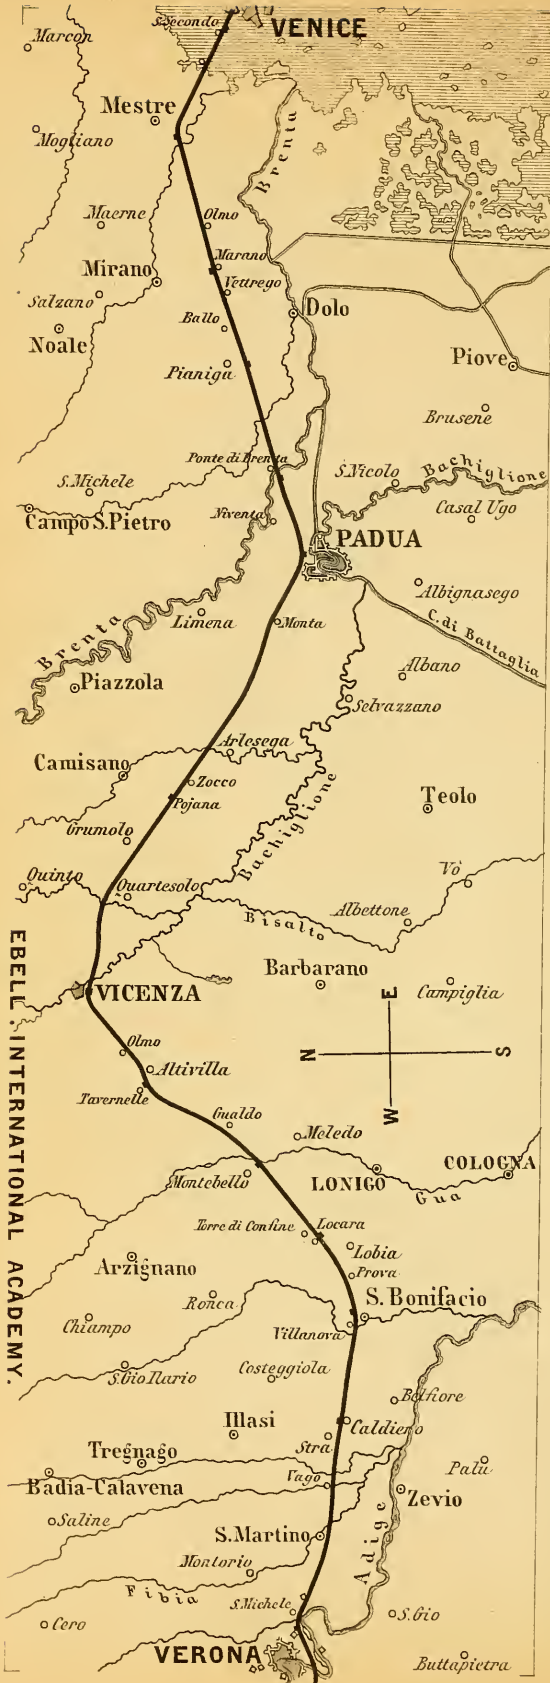 S. Secondo
VENICE
Marcon
Mestre
Mogliano
Brenta
Maerne
Olmo
Marano
Mirano
Vettrego
Salzano
Dolo
Ballo
Noale
Piove
Pianiga
Brusene
Ponte di Brenta
S. Nicolo
Bachiglione
S. Michele
Casal Ugo
Campo S. Pietro
Niventa
PADUA
Albignasego
Limena
Monta
C. di Battaglia
Brenta
Albano
Piazzola
Selvazzano
Arlesega
Camisano
Zocco
Pojana
Teolo
Grumolo
Bachiglione
Vò
Quinto
Quartesolo
Albettone
Bisalto
Barbarano
Campiglia
VICENZA
E
N
S
W
Olmo
Altivilla
Tavernelle
Gualdo
Meledo
COLOGNA
Montebello
LONIGO
Gua
Torre di Confine
Locara
Lobia
Arzignano
Prova
Ronca
S. Bonifacio
Chiampo
Villanova
Costeggiola
S. Gio Ilario
Belfiore
Illasi
Caldiero
Stra
Tregnago
Palù
Vago
Badia-Calavena
Zevio
Saline
S. Martino
Adige
Montorio
Fibia
S. Michele
S. Gio
Cero
VERONA
Buttapietra
EBELL. INTERNATIONAL ACADEMY.